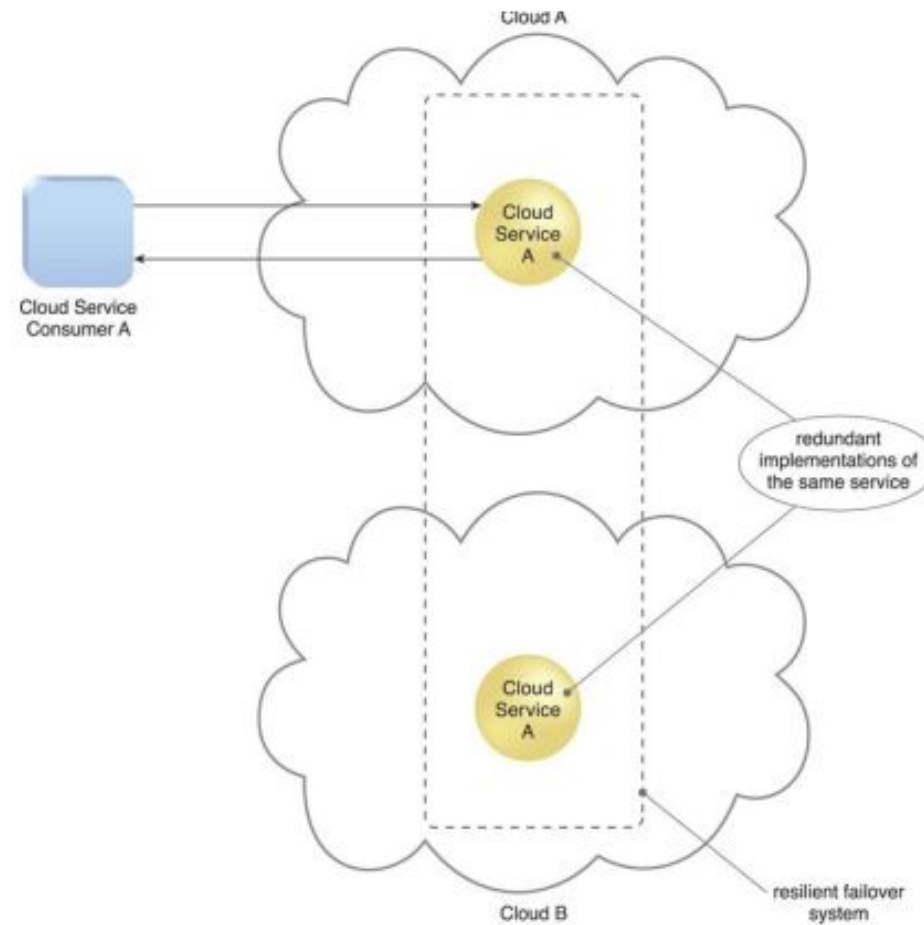 Cloud A
Cloud
Service
A
Cloud Service
Consumer A
redundant
implementations of
the same service
Cloud
Service
A
resilient failover
system
Cloud B